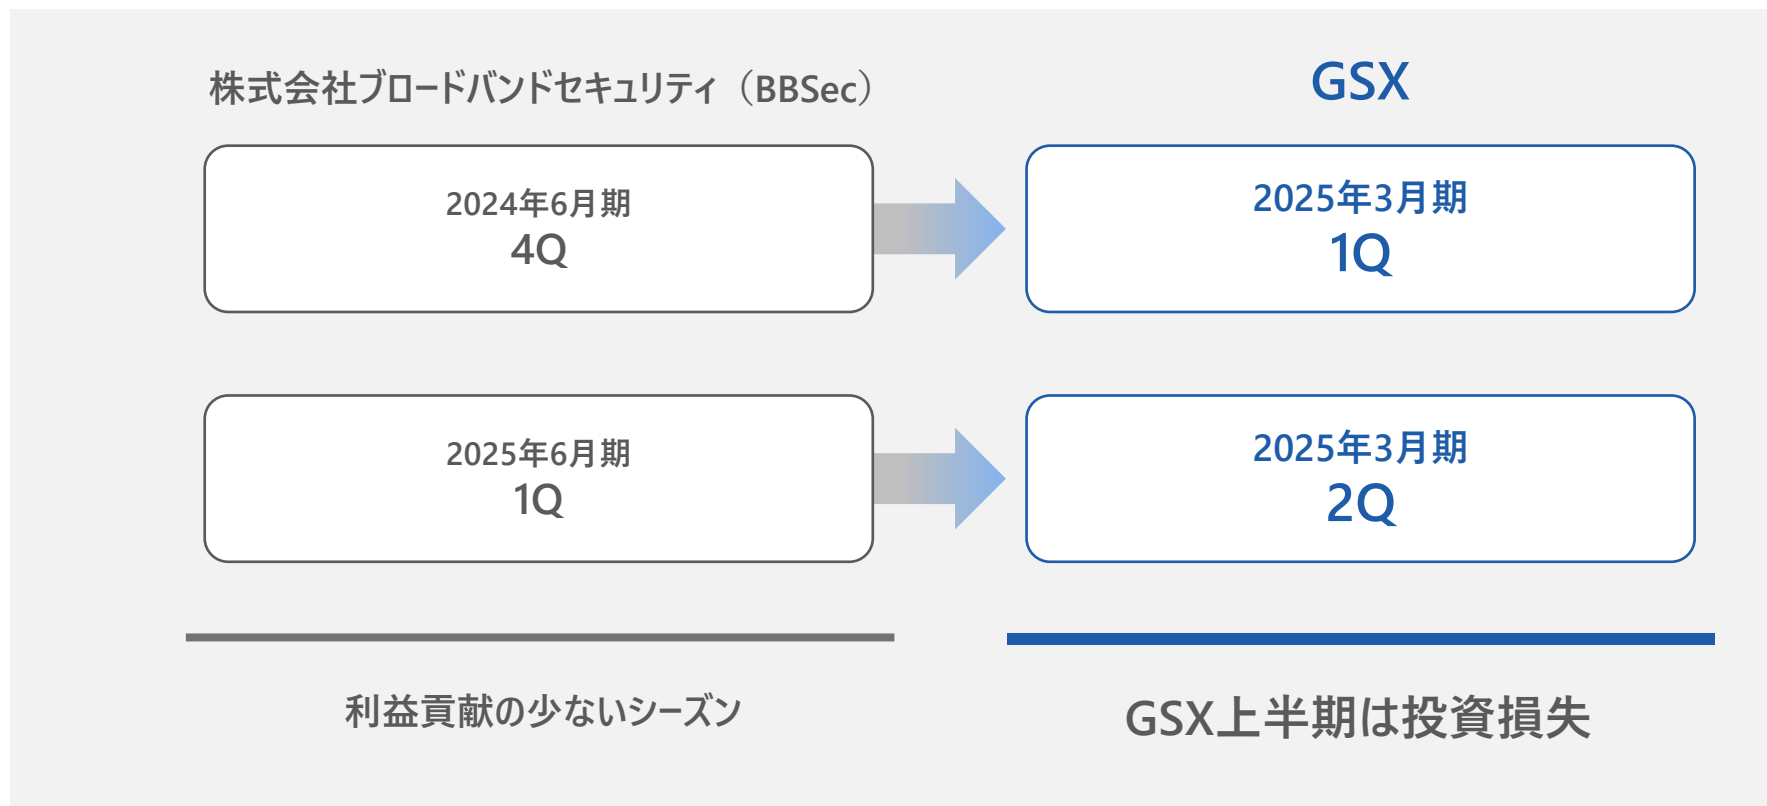 株式会社ブロードバンドセキュリティ（BBSec）
GSX
2024年6月期
4Q
2025年3月期
1Q
2025年6月期
1Q
2025年3月期
2Q
利益貢献の少ないシーズン
GSX上半期は投資損失